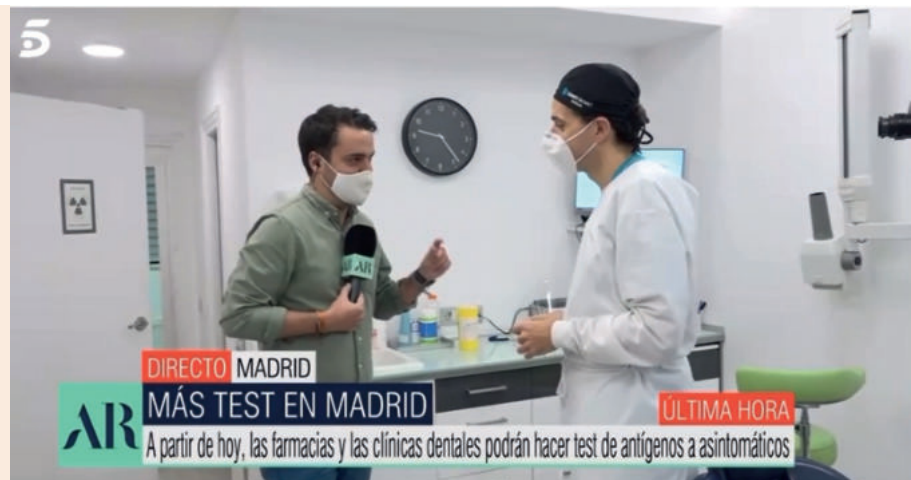 5
AR
DIRECTO MADRID
MÁS TEST EN MADRID
ÚLTIMA HORA
AR
A partir de hoy, las farmacias y las clínicas dentales podrán hacer test de antígenos a asintomáticos